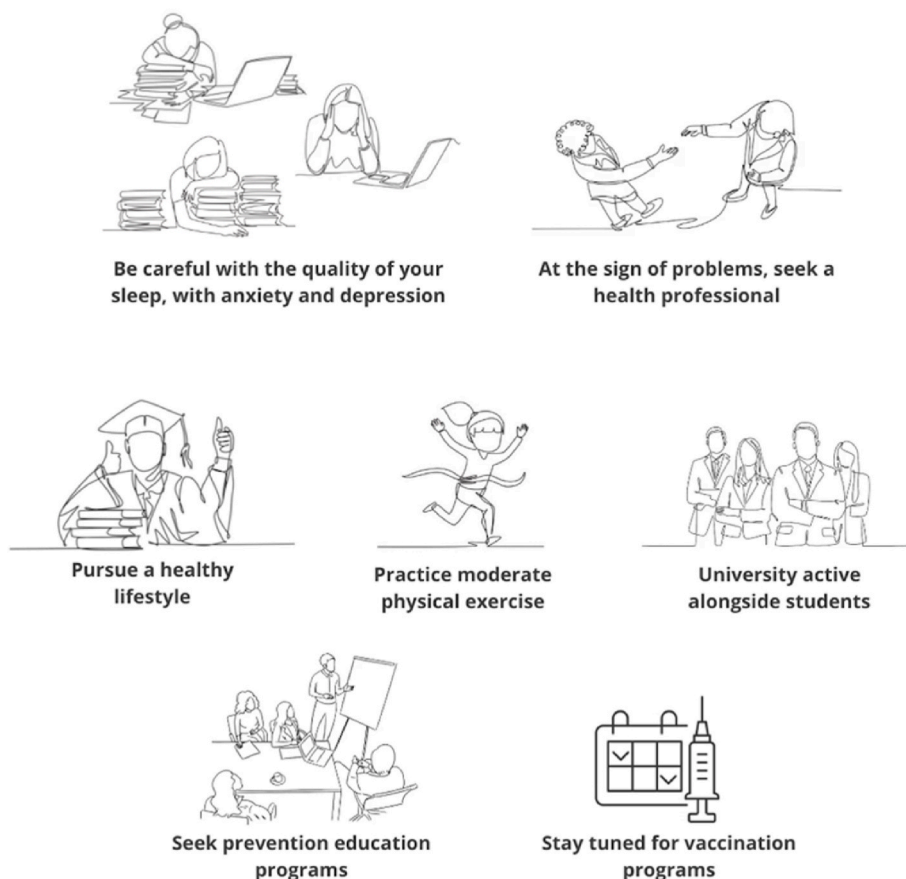 Be careful with the quality of your
sleep, with anxiety and depression
At the sign of problems, seek a
health professional
Pursue a healthy
lifestyle
Practice moderate
physical exercise
University active
alongside students
Seek prevention education
programs
Stay tuned for vaccination
programs